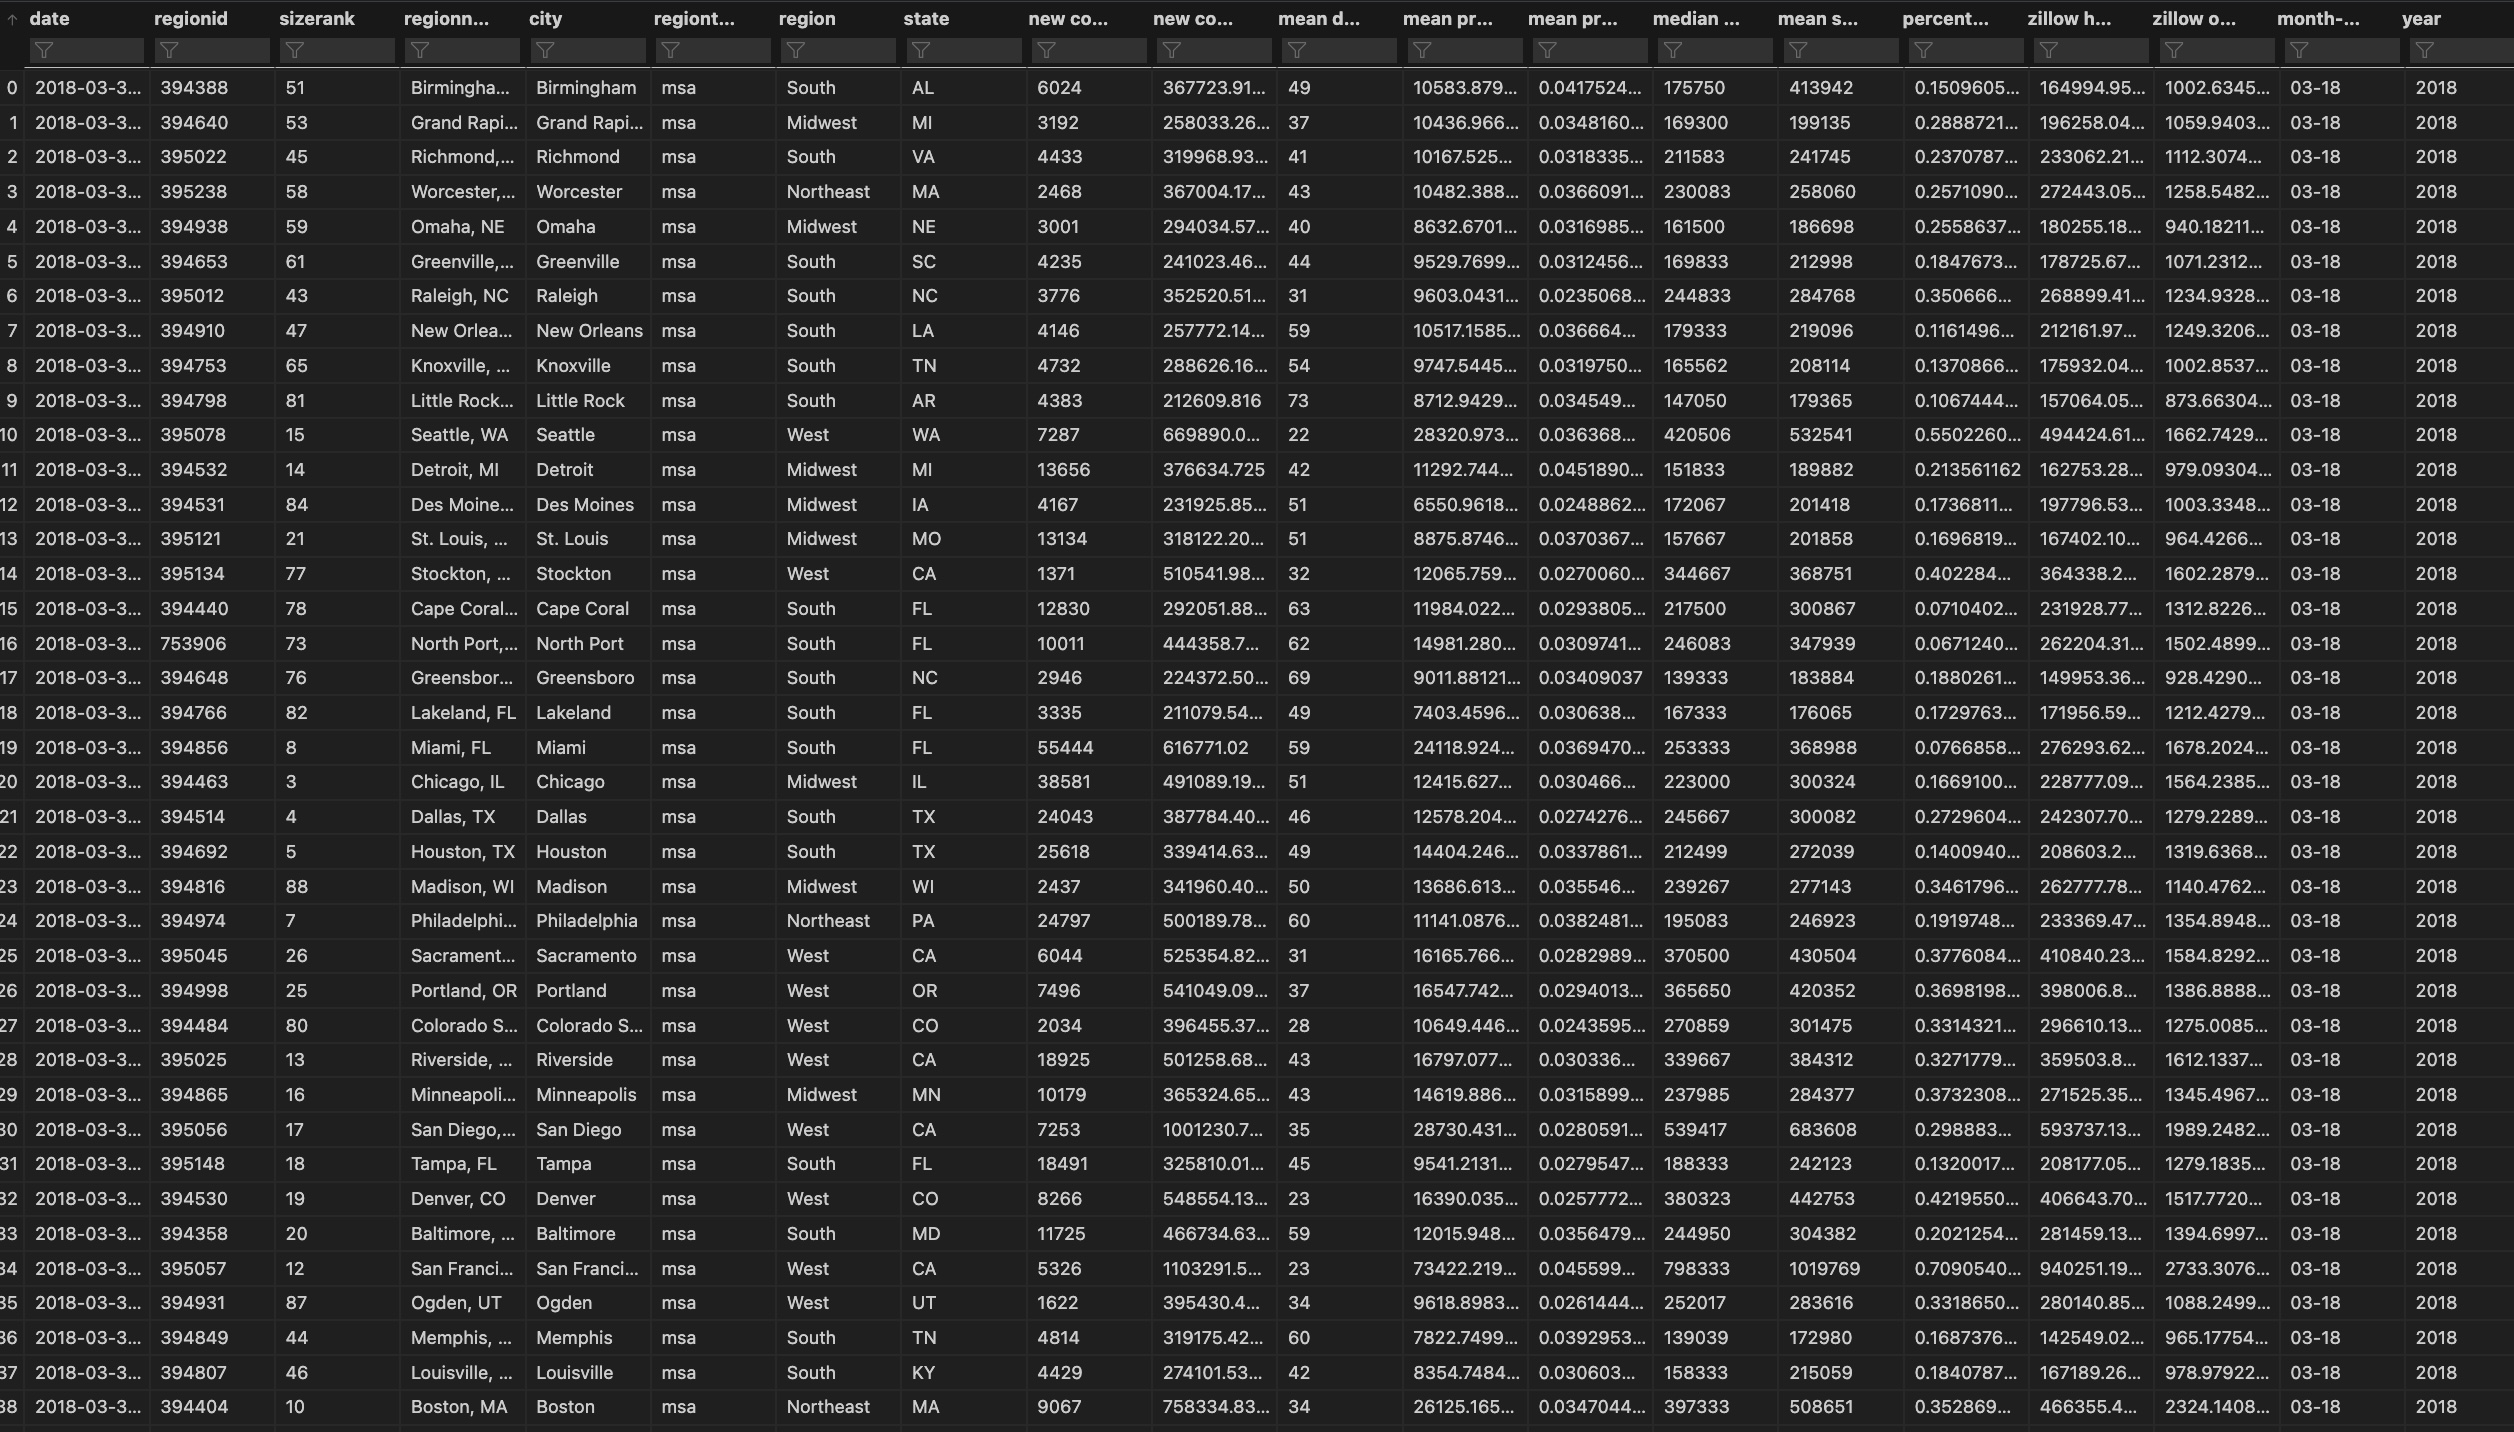 ↑ date regionid sizerank regionn... city regiont... region state new co... new co... mean d... mean pr... mean pr... median ... mean s... percent... zillow h... zillow o... month-... year
0 2018-03-3... 394388 51 Birmingha... Birmingham msa South AL 6024 367723.91... 49 10583.879... 0.0417524... 175750 413942 0.1509605... 164994.95... 1002.6345... 03-18 2018
1 2018-03-3... 394640 53 Grand Rapi... Grand Rapi... msa Midwest MI 3192 258033.26... 37 10436.966... 0.0348160... 169300 199135 0.2888721... 196258.04... 1059.9403... 03-18 2018
2 2018-03-3... 395022 45 Richmond,... Richmond msa South VA 4433 319968.93... 41 10167.525... 0.0318335... 211583 241745 0.2370787... 233062.21... 1112.3074... 03-18 2018
3 2018-03-3... 395238 58 Worcester,... Worcester msa Northeast MA 2468 367004.17... 43 10482.388... 0.0366091... 230083 258060 0.2571090... 272443.05... 1258.5482... 03-18 2018
4 2018-03-3... 394938 59 Omaha, NE Omaha msa Midwest NE 3001 294034.57... 40 8632.6701... 0.0316985... 161500 186698 0.2558637... 180255.18... 940.18211... 03-18 2018
5 2018-03-3... 394653 61 Greenville,... Greenville msa South SC 4235 241023.46... 44 9529.7699... 0.0312456... 169833 212998 0.1847673... 178725.67... 1071.2312... 03-18 2018
6 2018-03-3... 395012 43 Raleigh, NC Raleigh msa South NC 3776 352520.51... 31 9603.0431... 0.0235068... 244833 284768 0.350666... 268899.41... 1234.9328... 03-18 2018
7 2018-03-3... 394910 47 New Orlea... New Orleans msa South LA 4146 257772.14... 59 10517.1585... 0.036664... 179333 219096 0.1161496... 212161.97... 1249.3206... 03-18 2018
8 2018-03-3... 394753 65 Knoxville, ... Knoxville msa South TN 4732 288626.16... 54 9747.5445... 0.0319750... 165562 208114 0.1370866... 175932.04... 1002.8537... 03-18 2018
9 2018-03-3... 394798 81 Little Rock... Little Rock msa South AR 4383 212609.816 73 8712.9429... 0.034549... 147050 179365 0.1067444... 157064.05... 873.66304... 03-18 2018
10 2018-03-3... 395078 15 Seattle, WA Seattle msa West WA 7287 669890.0... 22 28320.973... 0.036368... 420506 532541 0.5502260... 494424.61... 1662.7429... 03-18 2018
11 2018-03-3... 394532 14 Detroit, MI Detroit msa Midwest MI 13656 376634.725 42 11292.744... 0.0451890... 151833 189882 0.213561162 162753.28... 979.09304... 03-18 2018
12 2018-03-3... 394531 84 Des Moine... Des Moines msa Midwest IA 4167 231925.85... 51 6550.9618... 0.0248862... 172067 201418 0.1736811... 197796.53... 1003.3348... 03-18 2018
13 2018-03-3... 395121 21 St. Louis, ... St. Louis msa Midwest MO 13134 318122.20... 51 8875.8746... 0.0370367... 157667 201858 0.1696819... 167402.10... 964.4266... 03-18 2018
14 2018-03-3... 395134 77 Stockton, ... Stockton msa West CA 1371 510541.98... 32 12065.759... 0.0270060... 344667 368751 0.402284... 364338.2... 1602.2879... 03-18 2018
15 2018-03-3... 394440 78 Cape Coral... Cape Coral msa South FL 12830 292051.88... 63 11984.022... 0.0293805... 217500 300867 0.0710402... 231928.77... 1312.8226... 03-18 2018
16 2018-03-3... 753906 73 North Port,... North Port msa South FL 10011 444358.7... 62 14981.280... 0.0309741... 246083 347939 0.0671240... 262204.31... 1502.4899... 03-18 2018
17 2018-03-3... 394648 76 Greensbor... Greensboro msa South NC 2946 224372.50... 69 9011.88121... 0.03409037 139333 183884 0.1880261... 149953.36... 928.4290... 03-18 2018
18 2018-03-3... 394766 82 Lakeland, FL Lakeland msa South FL 3335 211079.54... 49 7403.4596... 0.030638... 167333 176065 0.1729763... 171956.59... 1212.4279... 03-18 2018
19 2018-03-3... 394856 8 Miami, FL Miami msa South FL 55444 616771.02 59 24118.924... 0.0369470... 253333 368988 0.0766858... 276293.62... 1678.2024... 03-18 2018
20 2018-03-3... 394463 3 Chicago, IL Chicago msa Midwest IL 38581 491089.19... 51 12415.627... 0.030466... 223000 300324 0.1669100... 228777.09... 1564.2385... 03-18 2018
21 2018-03-3... 394514 4 Dallas, TX Dallas msa South TX 24043 387784.40... 46 12578.204... 0.0274276... 245667 300082 0.2729604... 242307.70... 1279.2289... 03-18 2018
22 2018-03-3... 394692 5 Houston, TX Houston msa South TX 25618 339414.63... 49 14404.246... 0.0337861... 212499 272039 0.1400940... 208603.2... 1319.6368... 03-18 2018
23 2018-03-3... 394816 88 Madison, WI Madison msa Midwest WI 2437 341960.40... 50 13686.613... 0.035546... 239267 277143 0.3461796... 262777.78... 1140.4762... 03-18 2018
24 2018-03-3... 394974 7 Philadelphi... Philadelphia msa Northeast PA 24797 500189.78... 60 11141.0876... 0.0382481... 195083 246923 0.1919748... 233369.47... 1354.8948... 03-18 2018
25 2018-03-3... 395045 26 Sacrament... Sacramento msa West CA 6044 525354.82... 31 16165.766... 0.0282989... 370500 430504 0.3776084... 410840.23... 1584.8292... 03-18 2018
26 2018-03-3... 394998 25 Portland, OR Portland msa West OR 7496 541049.09... 37 16547.742... 0.0294013... 365650 420352 0.3698198... 398006.8... 1386.8888... 03-18 2018
27 2018-03-3... 394484 80 Colorado S... Colorado S... msa West CO 2034 396455.37... 28 10649.446... 0.0243595... 270859 301475 0.3314321... 296610.13... 1275.0085... 03-18 2018
28 2018-03-3... 395025 13 Riverside, ... Riverside msa West CA 18925 501258.68... 43 16797.077... 0.030336... 339667 384312 0.3271779... 359503.8... 1612.1337... 03-18 2018
29 2018-03-3... 394865 16 Minneapoli... Minneapolis msa Midwest MN 10179 365324.65... 43 14619.886... 0.0315899... 237985 284377 0.3732308... 271525.35... 1345.4967... 03-18 2018
30 2018-03-3... 395056 17 San Diego,... San Diego msa West CA 7253 1001230.7... 35 28730.431... 0.0280591... 539417 683608 0.298883... 593737.13... 1989.2482... 03-18 2018
31 2018-03-3... 395148 18 Tampa, FL Tampa msa South FL 18491 325810.01... 45 9541.2131... 0.0279547... 188333 242123 0.1320017... 208177.05... 1279.1835... 03-18 2018
32 2018-03-3... 394530 19 Denver, CO Denver msa West CO 8266 548554.13... 23 16390.035... 0.0257772... 380323 442753 0.4219550... 406643.70... 1517.7720... 03-18 2018
33 2018-03-3... 394358 20 Baltimore, ... Baltimore msa South MD 11725 466734.63... 59 12015.948... 0.0356479... 244950 304382 0.2021254... 281459.13... 1394.6997... 03-18 2018
34 2018-03-3... 395057 12 San Franci... San Franci... msa West CA 5326 1103291.5... 23 73422.219... 0.045599... 798333 1019769 0.7090540... 940251.19... 2733.3076... 03-18 2018
35 2018-03-3... 394931 87 Ogden, UT Ogden msa West UT 1622 395430.4... 34 9618.8983... 0.0261444... 252017 283616 0.3318650... 280140.85... 1088.2499... 03-18 2018
36 2018-03-3... 394849 44 Memphis, ... Memphis msa South TN 4814 319175.42... 60 7822.7499... 0.0392953... 139039 172980 0.1687376... 142549.02... 965.17754... 03-18 2018
37 2018-03-3... 394807 46 Louisville, ... Louisville msa South KY 4429 274101.53... 42 8354.7484... 0.030603... 158333 215059 0.1840787... 167189.26... 978.97922... 03-18 2018
38 2018-03-3... 394404 10 Boston, MA Boston msa Northeast MA 9067 758334.83... 34 26125.165... 0.0347044... 397333 508651 0.352869... 466355.4... 2324.1408... 03-18 2018